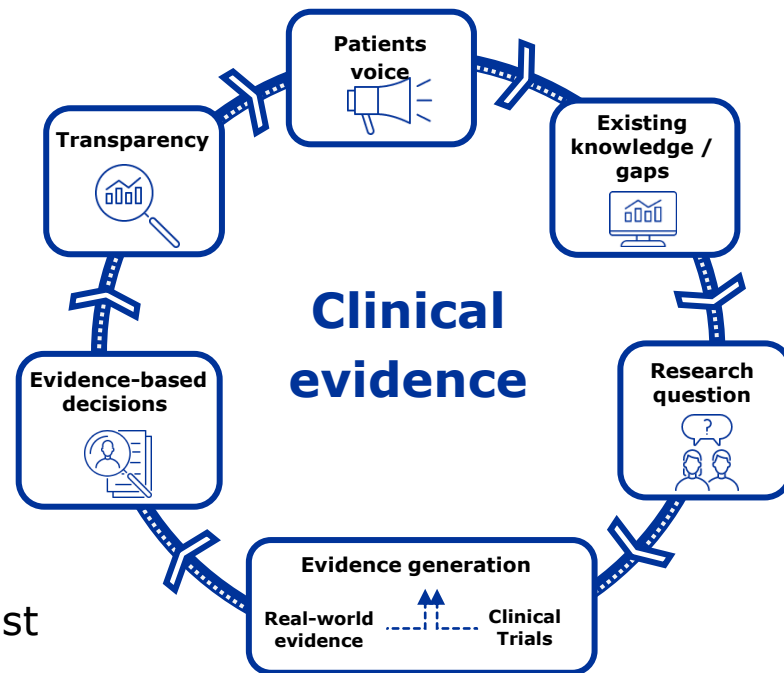 Patients
voice
Transparency
Existing
knowledge /
gaps
Clinical
evidence
Evidence-based
decisions
Research
question
?
Evidence generation
Real-world
evidence
Clinical
Trials
st